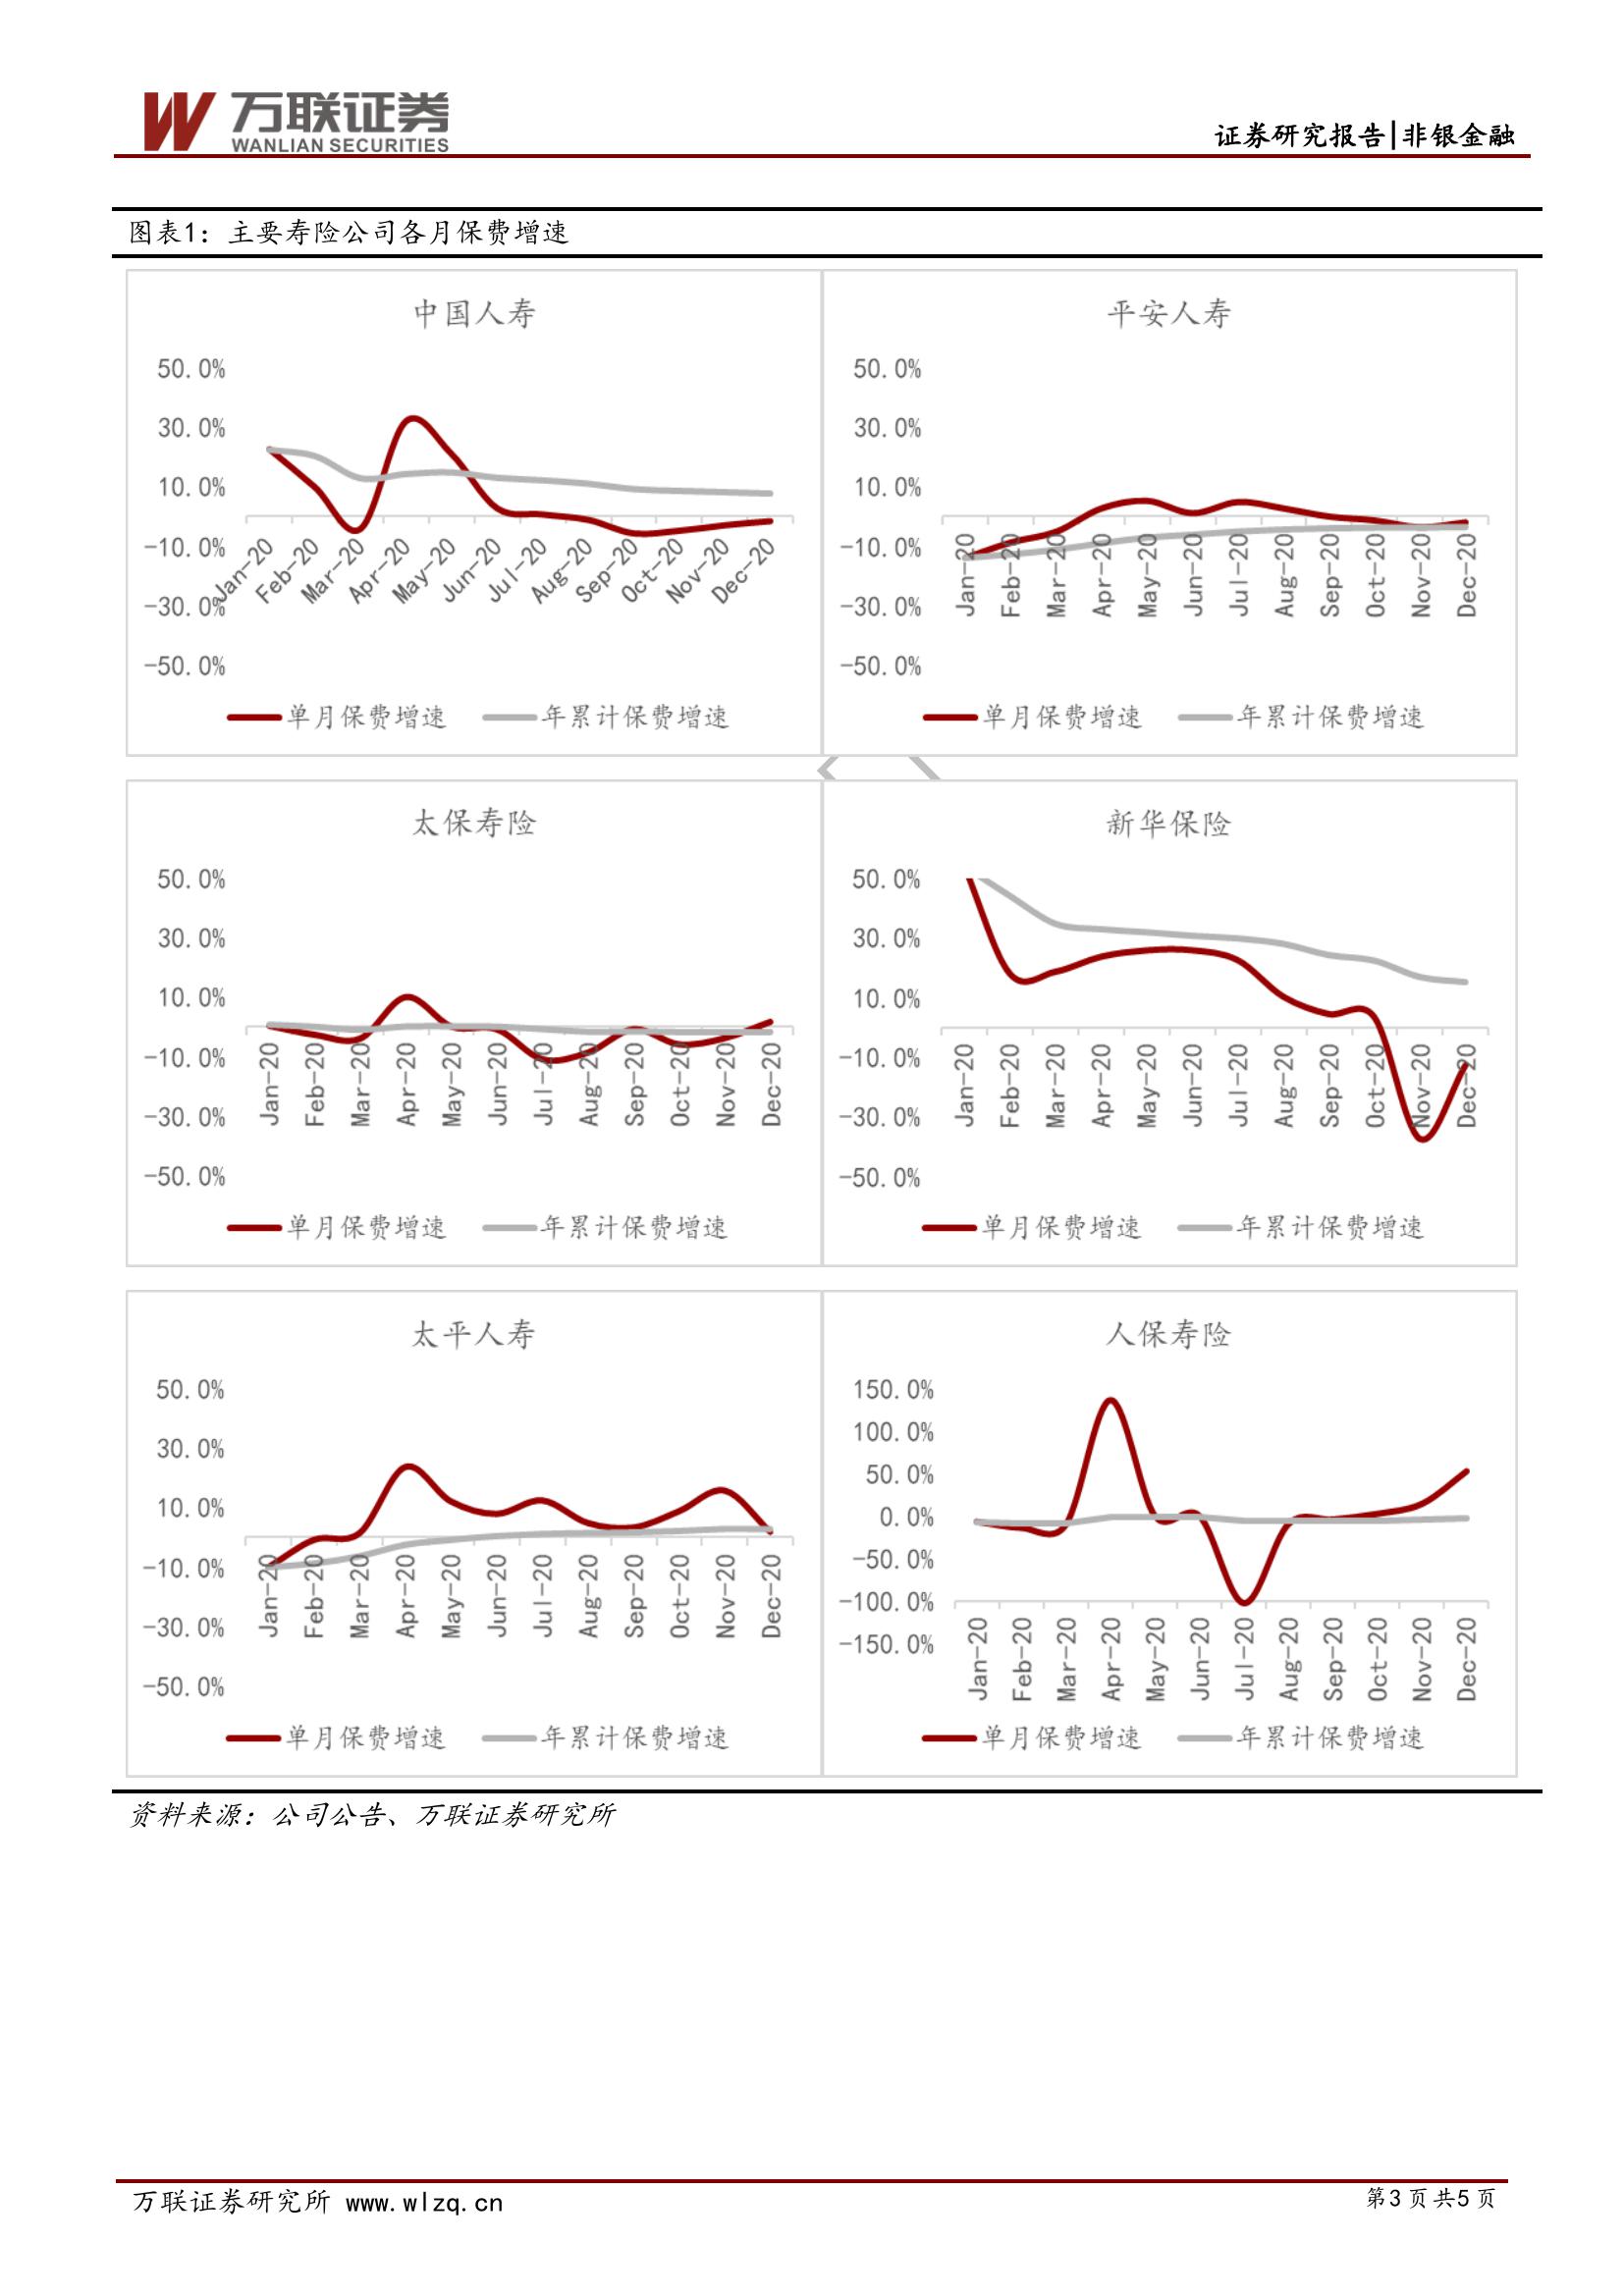 万联证券
WANLIAN SECURITIES
证券研究报告|非银金融
图表1：主要寿险公司各月保费增速
中国人寿
50.0%
30.0%
10.0%
-10.0%
-30.0%
-50.0%
Jan-20 Feb-20 Mar-20 Apr-20 May-20 Jun-20 Jul-20 Aug-20 Sep-20 Oct-20 Nov-20 Dec-20
单月保费增速 年累计保费增速
平安人寿
50.0%
30.0%
10.0%
-10.0%
-30.0%
-50.0%
Jan-20 Feb-20 Mar-20 Apr-20 May-20 Jun-20 Jul-20 Aug-20 Sep-20 Oct-20 Nov-20 Dec-20
单月保费增速 年累计保费增速
太保寿险
50.0%
30.0%
10.0%
-10.0%
-30.0%
-50.0%
Jan-20 Feb-20 Mar-20 Apr-20 May-20 Jun-20 Jul-20 Aug-20 Sep-20 Oct-20 Nov-20 Dec-20
单月保费增速 年累计保费增速
新华保险
50.0%
30.0%
10.0%
-10.0%
-30.0%
-50.0%
Jan-20 Feb-20 Mar-20 Apr-20 May-20 Jun-20 Jul-20 Aug-20 Sep-20 Oct-20 Nov-20 Dec-20
单月保费增速 年累计保费增速
太平人寿
50.0%
30.0%
10.0%
-10.0%
-30.0%
-50.0%
Jan-20 Feb-20 Mar-20 Apr-20 May-20 Jun-20 Jul-20 Aug-20 Sep-20 Oct-20 Nov-20 Dec-20
单月保费增速 年累计保费增速
人保寿险
150.0%
100.0%
50.0%
0.0%
-50.0%
-100.0%
-150.0%
Jan-20 Feb-20 Mar-20 Apr-20 May-20 Jun-20 Jul-20 Aug-20 Sep-20 Oct-20 Nov-20 Dec-20
单月保费增速 年累计保费增速
资料来源：公司公告、万联证券研究所
万联证券研究所 www.wlzq.cn
第3页共5页